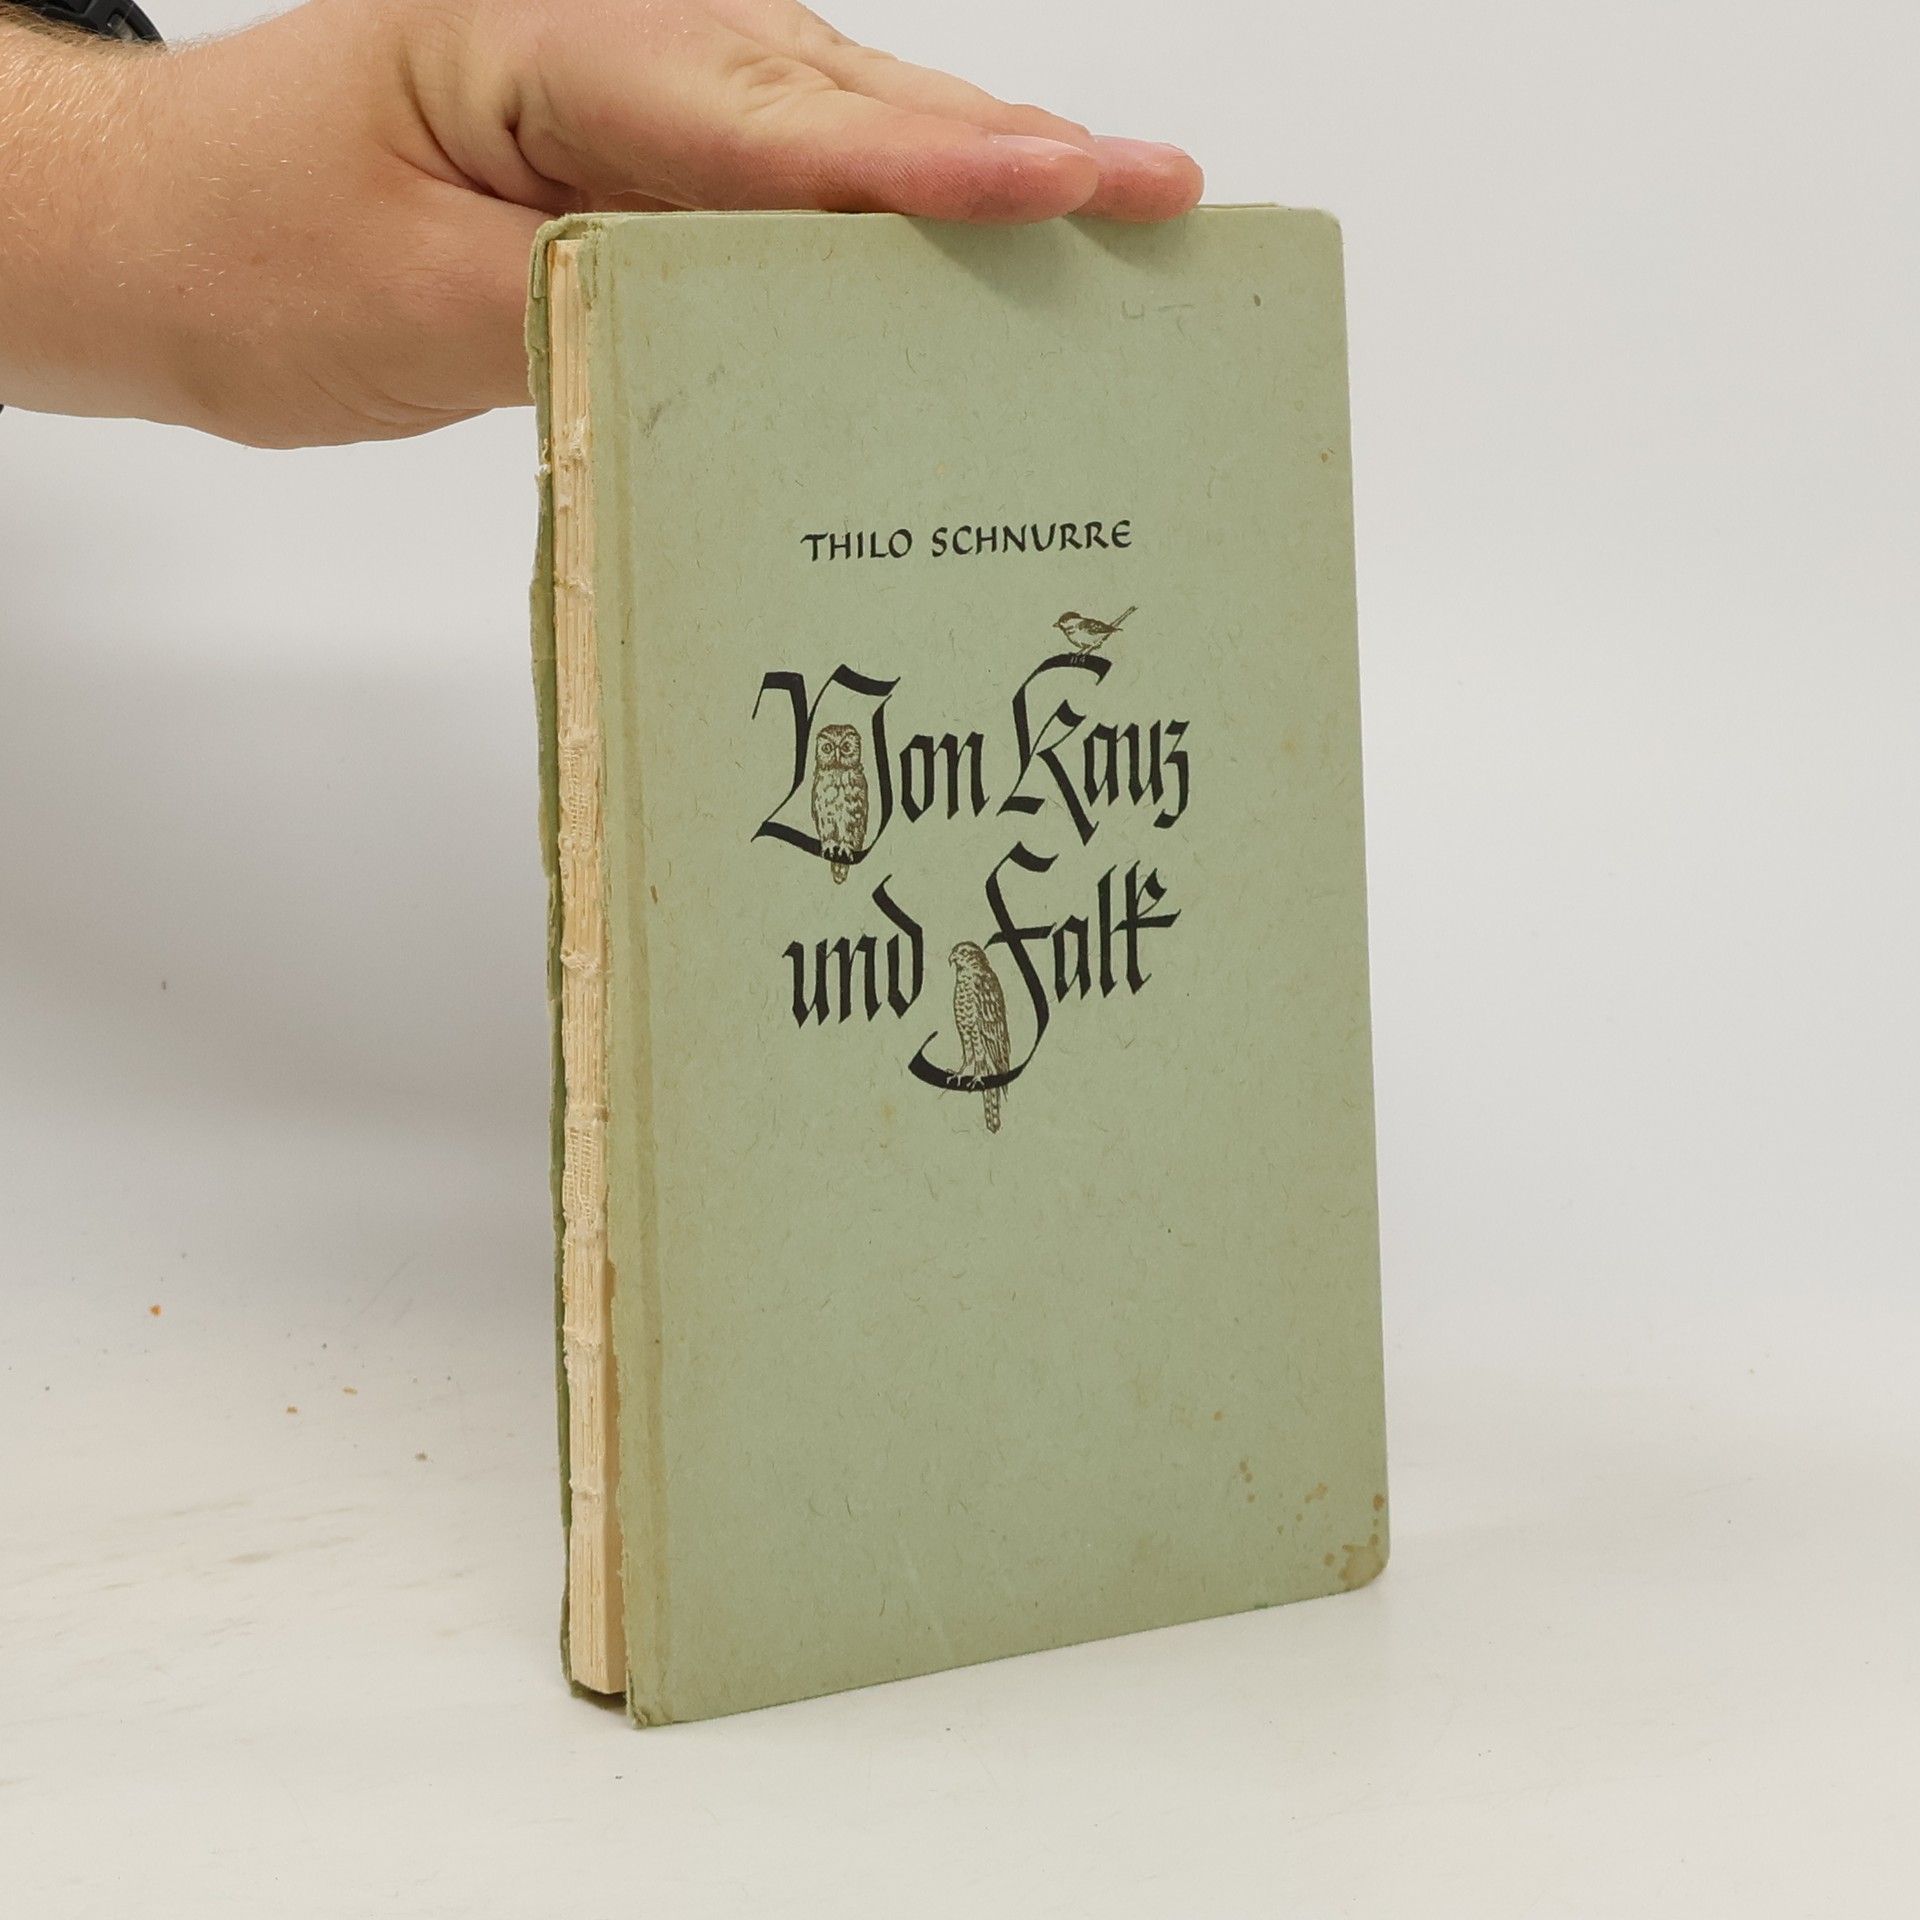 THILO SCHNURRE
Von Kauz
und Falk